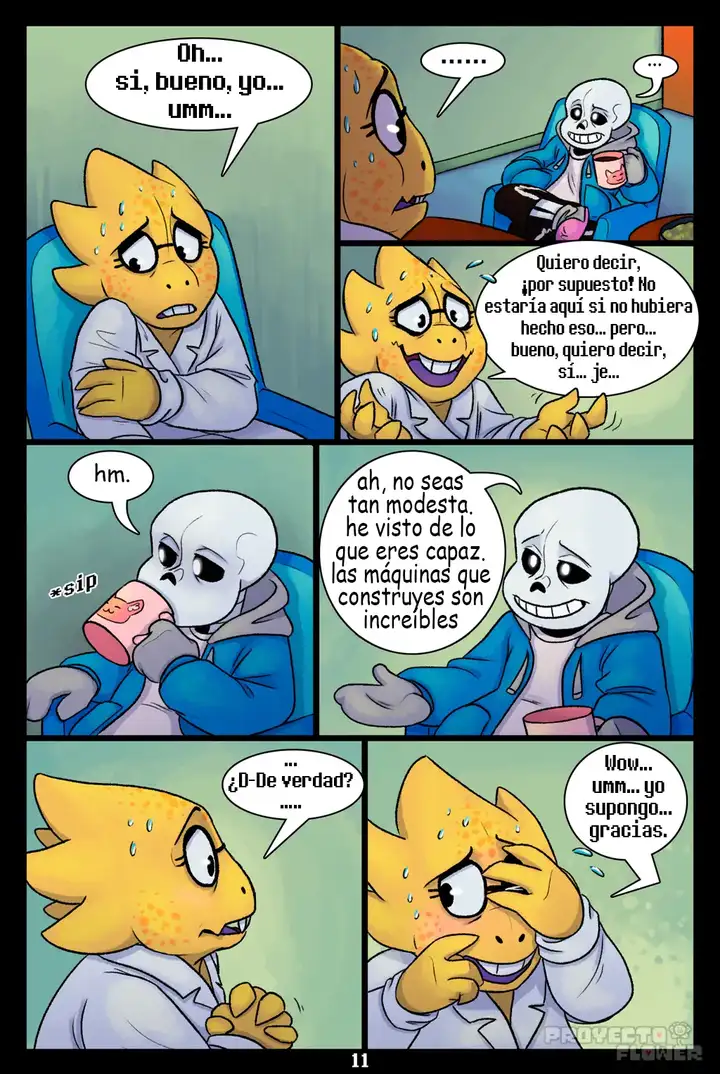 Oh...
si, bueno, yo...
umm...
......
...
Quiero decir,
¡por supuesto! No
estaría aquí si no hubiera
hecho eso... pero...
bueno, quiero decir,
sí... je...
hm.
*sip
ah, no seas
tan modesta.
he visto de lo
que eres capaz.
las máquinas que
construyes son
increíbles
...
¿D-De verdad?
.....
Wow...
umm... yo
supongo...
gracias.
PROYECTO
FLOWER
11